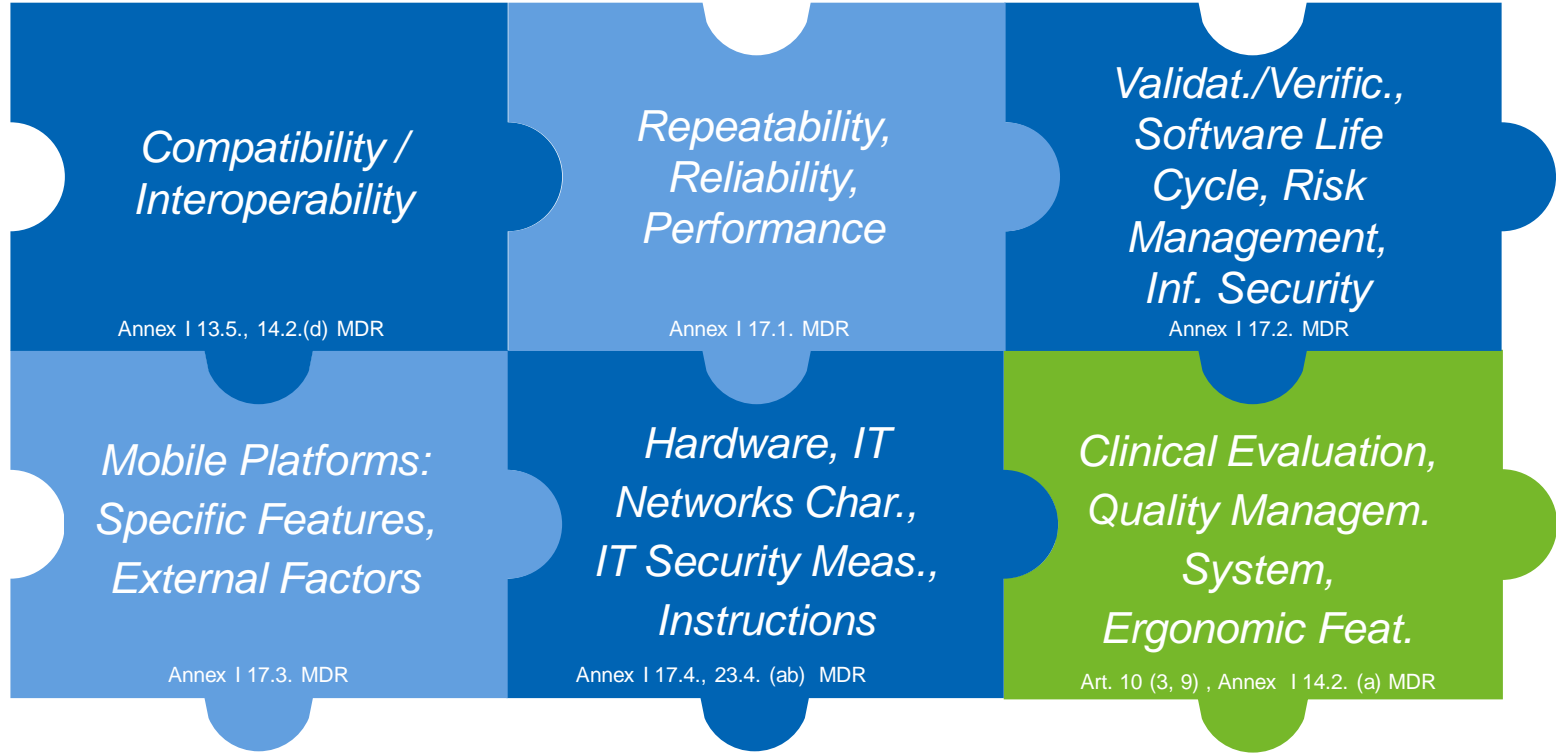 Compatibility /
Interoperability
Annex I 13.5., 14.2.(d) MDR
Repeatability,
Reliability,
Performance
Annex I 17.1. MDR
Validat./Verific.,
Software Life
Cycle, Risk
Management,
Inf. Security
Annex I 17.2. MDR
Mobile Platforms:
Specific Features,
External Factors
Annex I 17.3. MDR
Hardware, IT
Networks Char.,
IT Security Meas.,
Instructions
Annex I 17.4., 23.4. (ab) MDR
Clinical Evaluation,
Quality Managem.
System,
Ergonomic Feat.
Art. 10 (3, 9) , Annex I 14.2. (a) MDR